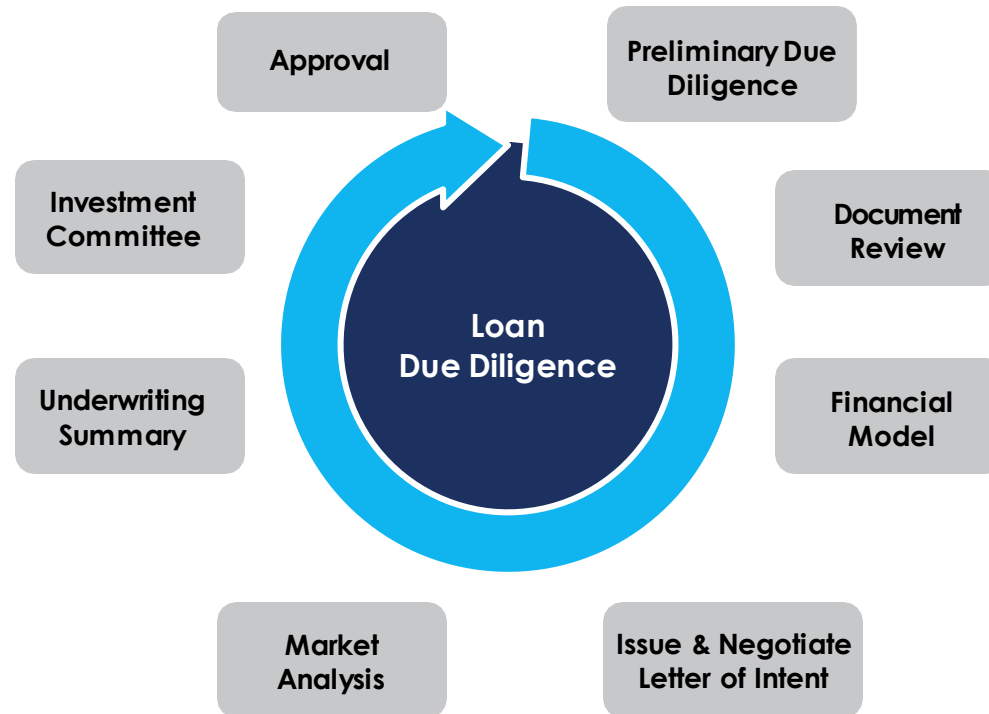 Approval
Preliminary Due
Diligence
Investment
Committee
Document
Review
Loan
Due Diligence
Underwriting
Summary
Financial
Model
Market
Analysis
Issue & Negotiate
Letter of Intent